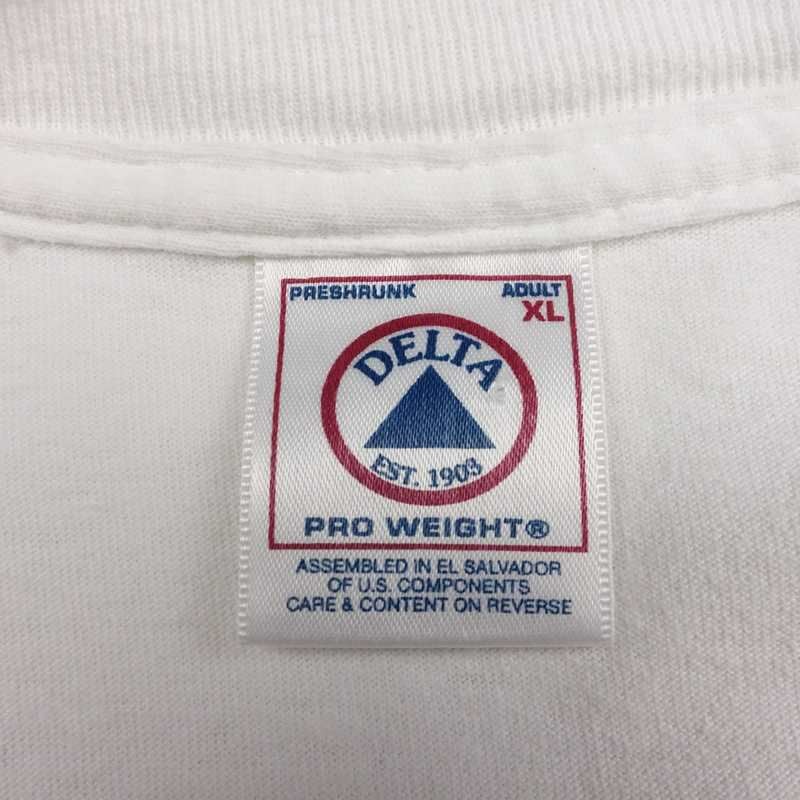 PRESHRUNK ADULT
XL
DELTA
EST. 1903
PRO WEIGHT®
ASSEMBLED IN EL SALVADOR
OF U.S. COMPONENTS
CARE & CONTENT ON REVERSE